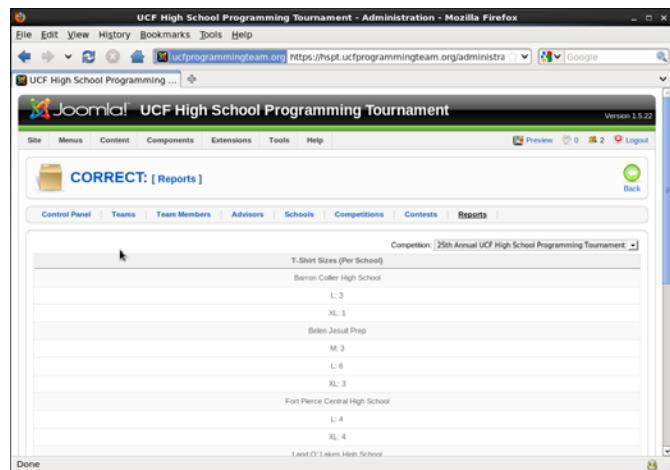 UCF High School Programming Tournament - Administration - Mozilla Firefox
File Edit View History Bookmarks Tools Help
ucfprogrammingteam.org https://hspt.ucfprogrammingteam.org/administra Google
UCF High School Programming ...
Joomla! UCF High School Programming Tournament
Version 1.5.22
Site Menus Content Components Extensions Tools Help Preview 0 2 Logout
CORRECT: [ Reports ]
Back
Control Panel Teams Team Members Advisors Schools Competitions Contests Reports
Competition: 25th Annual UCF High School Programming Tournament
T-Shirt Sizes (Per School)
Barron Collier High School
L: 3
XL: 1
Belen Jesuit Prep
M: 3
L: 6
XL: 3
Fort Pierce Central High School
L: 4
XL: 4
Land O' Lakes High School
Done